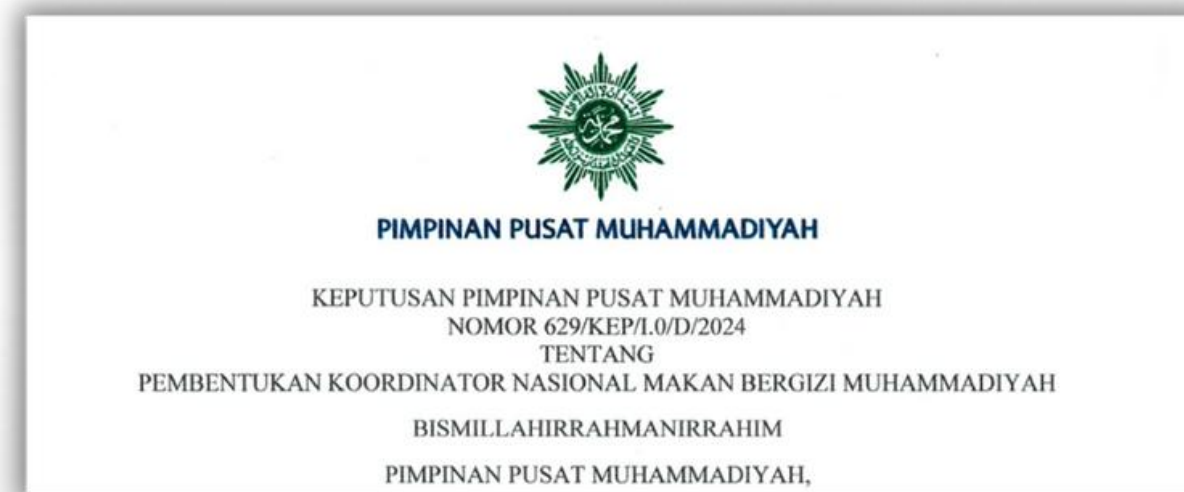 PIMPINAN PUSAT MUHAMMADIYAH
KEPUTUSAN PIMPINAN PUSAT MUHAMMADIYAH
NOMOR 629/KEP/I.0/D/2024
TENTANG
PEMBENTUKAN KOORDINATOR NASIONAL MAKAN BERGIZI MUHAMMADIYAH
BISMILLAHIRRAHMANIRRAHIM
PIMPINAN PUSAT MUHAMMADIYAH,